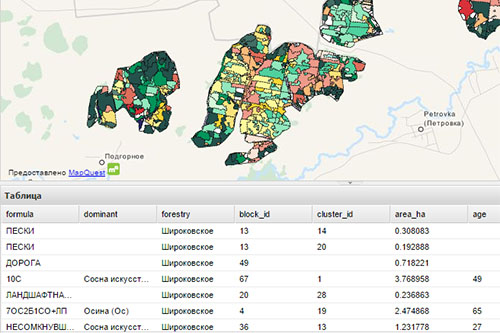 Petrovka
(Петровка)
Подгорное
Предоставлено MapQuest
Таблица
formula dominant forestry block_id cluster_id area_ha age
ПЕСКИ Широковское 13 14 0.308083
ПЕСКИ Широковское 13 20 0.192888
ДОРОГА Широковское 49 0.718221
10С Сосна искусст... Широковское 67 1 3.768958 49
ЛАНДШАФТНА... Широковское 20 28 0.236863
7ОС2Б1СО+ЛП Осина (Ос) Широковское 4 19 2.474868 65
НЕСОМКНУВШ... Сосна искусст... Широковское 36 13 1.231778 27